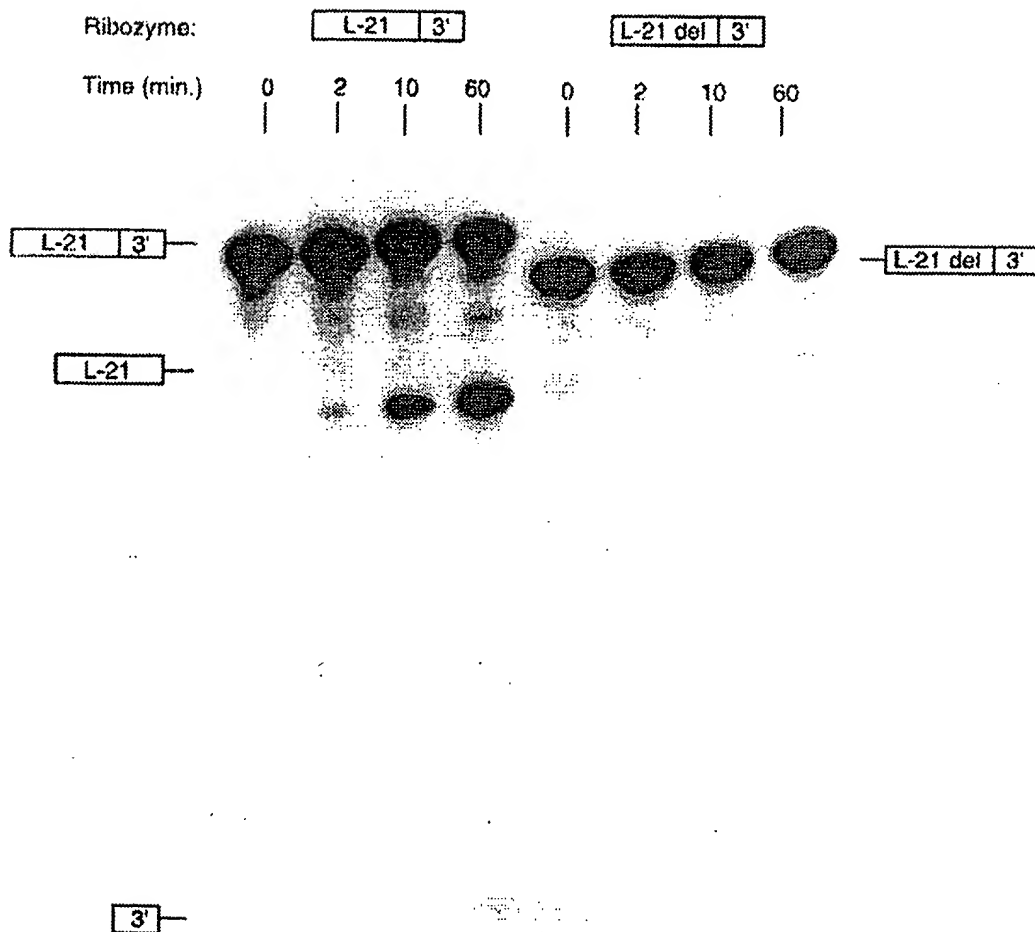 Ribozyme: L-21 3' L-21 del 3'
Time (min.) 0 2 10 60 0 2 10 60
L-21 3'
L-21 del 3'
L-21
3'